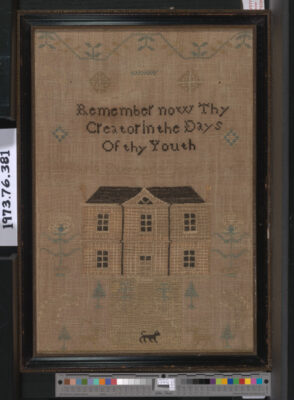 Remember now Thy
Creator in the Days
Of thy Youth
1973.76.381